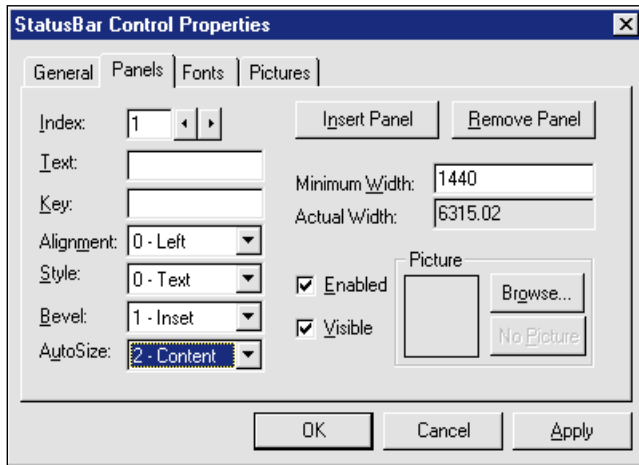 StatusBar Control Properties
General Panels Fonts Pictures
Index: 1 Insert Panel Remove Panel
Text:
Minimum Width: 1440
Key:
Actual Width: 6315.02
Alignment: 0 - Left
Picture
Style: 0 - Text
Enabled
Browse...
Bevel: 1 - Inset
Visible
No Picture
AutoSize: 2 - Content
OK Cancel Apply